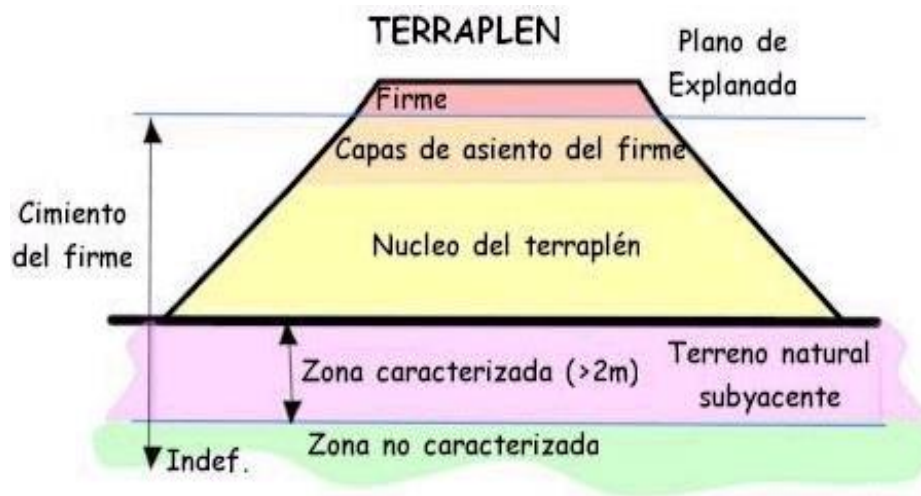 TERRAPLEN
Plano de
Explanada
Firme
Capas de asiento del firme
Cimiento
del firme
Nucleo del terraplén
Zona caracterizada (>2m)
Terreno natural
subyacente
Zona no caracterizada
Indef.